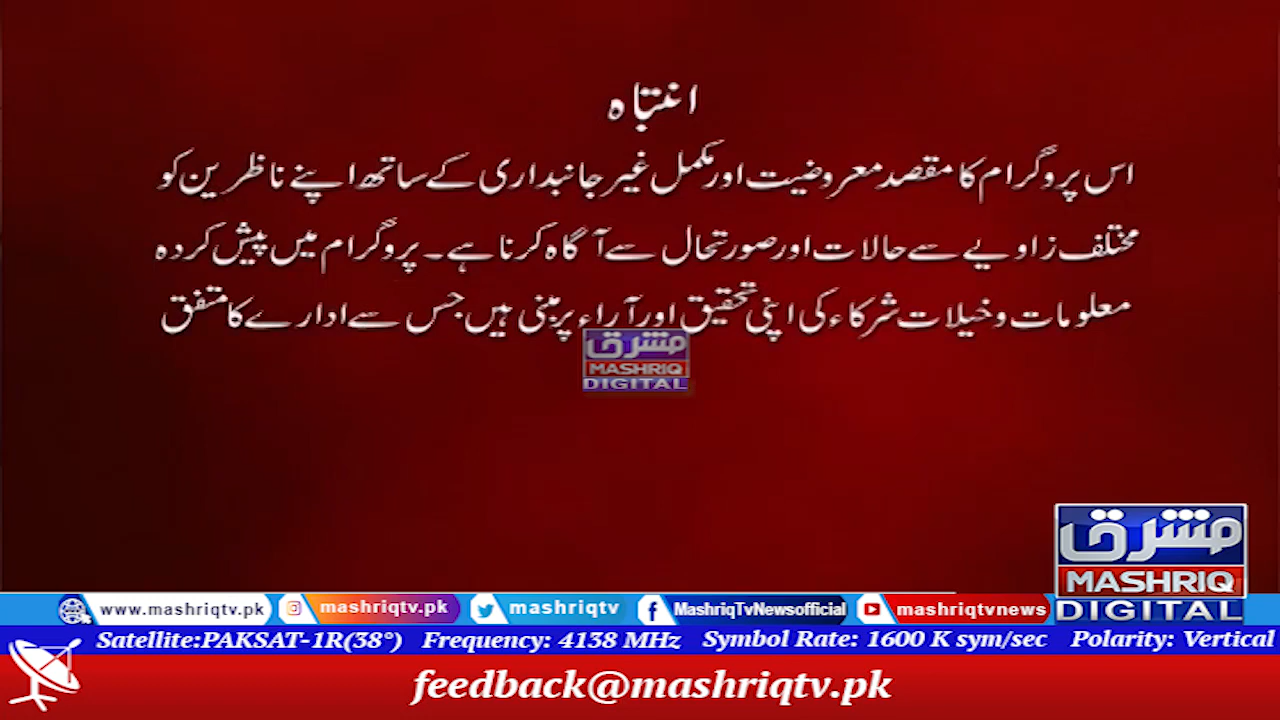 انتباہ
اس پروگرام کا مقصد معروضیت اور مکمل غیر جانبداری کے ساتھ اپنے ناظرین کو
مختلف زاویے سے حالات اور صورتحال سے آگاہ کرنا ہے۔ پروگرام میں پیش کردہ
معلومات و خیلات شرکاء کی اپنی تحقیق اور آراء پر مبنی ہیں جس سے ادارے کا متفق
مشرق
MASHRIQ
DIGITAL
مشرق
MASHRIQ
DIGITAL
www.mashriqtv.pk mashriqtv.pk mashriqtv MashriqTvNewsofficial mashriqtvnews
Satellite:PAKSAT-1R(38°) Frequency: 4138 MHz Symbol Rate: 1600 K sym/sec Polarity: Vertical
feedback@mashriqtv.pk